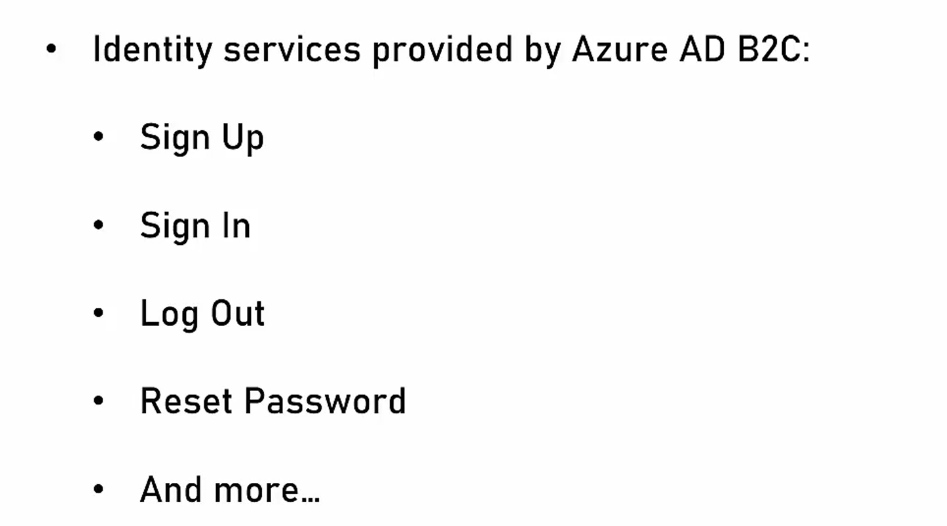 • Identity services provided by Azure AD B2C:
• Sign Up
• Sign In
• Log Out
• Reset Password
• And more...